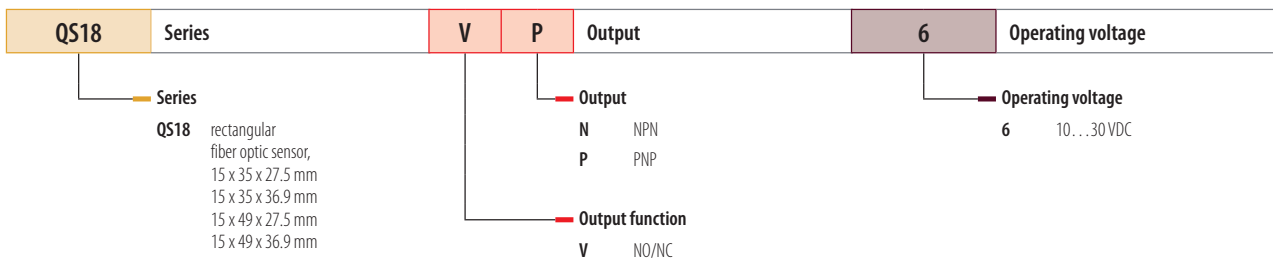 QS18 Series V P Output 6 Operating voltage
Series
QS18 rectangular
fiber optic sensor,
15 x 35 x 27.5 mm
15 x 35 x 36.9 mm
15 x 49 x 27.5 mm
15 x 49 x 36.9 mm
Output
N NPN
P PNP
Output function
V NO/NC
Operating voltage
6 10...30 VDC